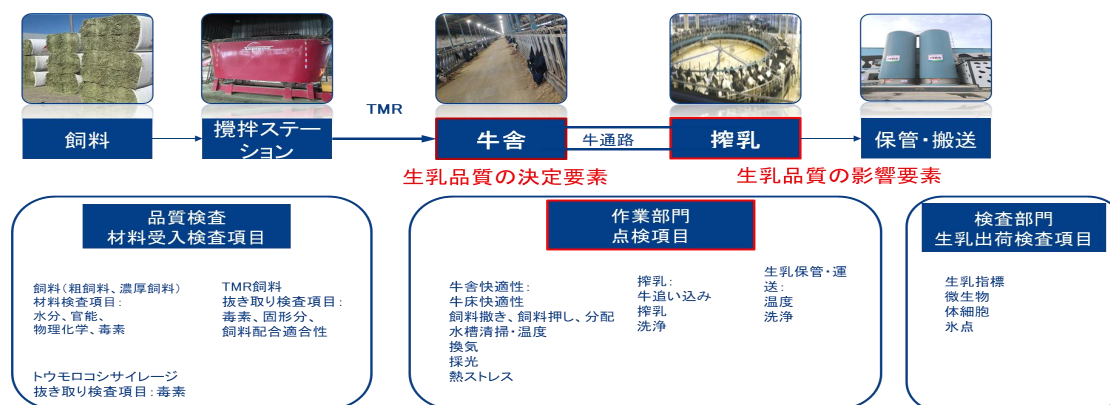 TMR
飼料
攪拌ステー
ション
牛舎
牛通路
搾乳
保管・搬送
生乳品質の決定要素
生乳品質の影響要素
品質検査
材料受入検査項目
飼料（粗飼料、濃厚飼料）
材料検査項目：
水分、官能、
物理化学、毒素
トウモロコシサイレージ
抜き取り検査項目：毒素
TMR飼料
抜き取り検査項目：
毒素、固形分、
飼料配合適合性
作業部門
点検項目
牛舎快適性：
牛床快適性
飼料撒き、飼料押し、分配
水槽清掃・温度
換気
採光
熱ストレス
搾乳：
牛追い込み
搾乳
洗浄
生乳保管・運
送：
温度
洗浄
検査部門
生乳出荷検査項目
生乳指標
微生物
体細胞
氷点